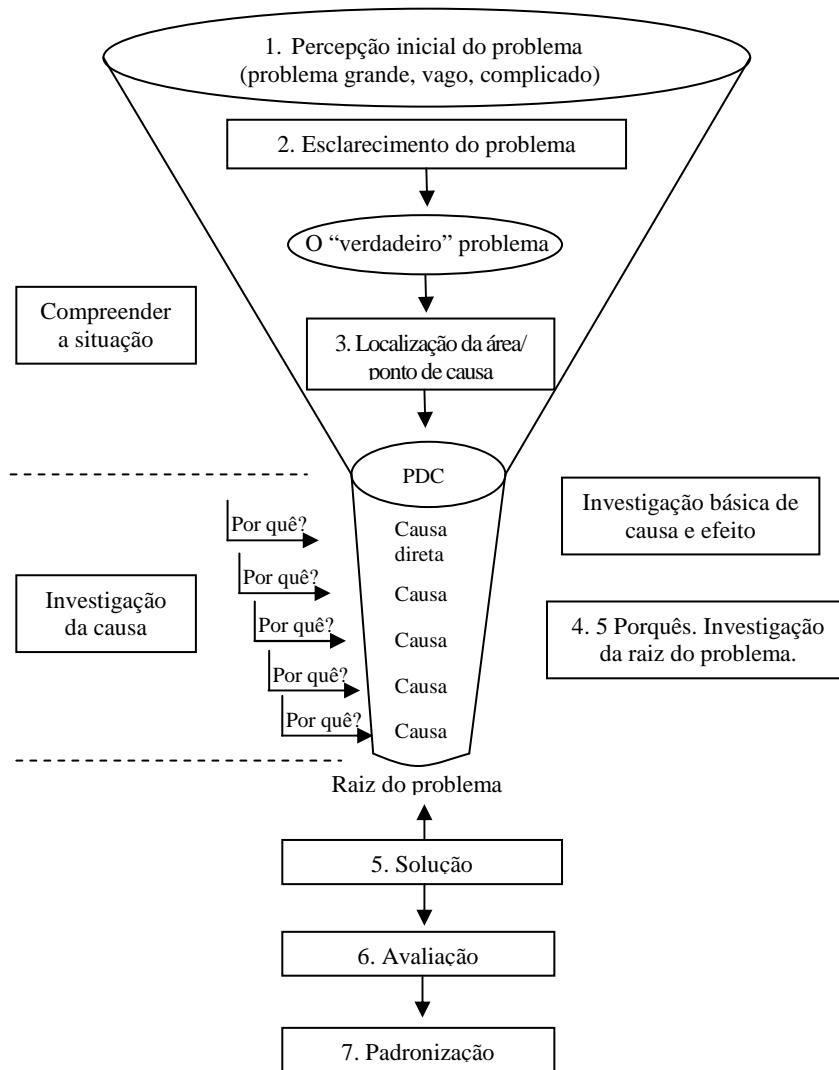 1. Percepção inicial do problema
(problema grande, vago, complicado)
2. Esclarecimento do problema
O “verdadeiro” problema
Compreender
a situação
3. Localização da área/
ponto de causa
PDC
Investigação básica de
causa e efeito
Por quê?
Causa
direta
Por quê?
Causa
Investigação
da causa
Por quê?
Causa
4. 5 Porquês. Investigação
da raiz do problema.
Por quê?
Causa
Por quê?
Causa
Raiz do problema
5. Solução
6. Avaliação
7. Padronização